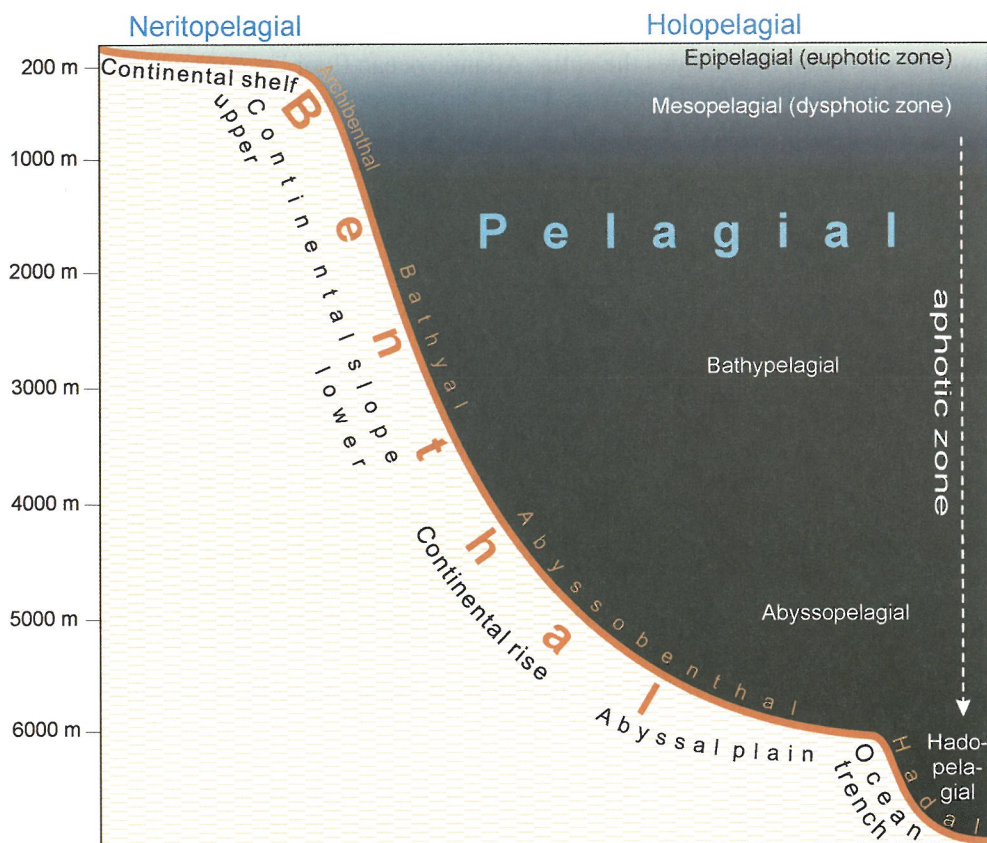 Neritopelagial
Holopelagial
200 m
1000 m
2000 m
3000 m
4000 m
5000 m
6000 m
Epipelagial (euphotic zone)
Mesopelagial (dysphotic zone)
Pelagial
aphotic zone
Bathypelagial
Abyssopelagial
Hado-
pela-
gial
Continental shelf
Archibenthal
Benthal
upper
Continental slope
lower
Bathyal
Continental rise
Abyssobenthal
Abyssal plain
Ocean
trench
Hadal